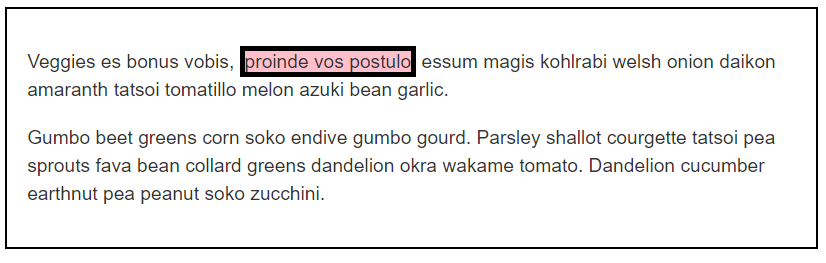 Veggies es bonus vobis, proinde vos postulo essum magis kohlrabi welsh onion daikon
amaranth tatsoi tomatillo melon azuki bean garlic.
Gumbo beet greens corn soko endive gumbo gourd. Parsley shallot courgette tatsoi pea
sprouts fava bean collard greens dandelion okra wakame tomato. Dandelion cucumber
earthnut pea peanut soko zucchini.